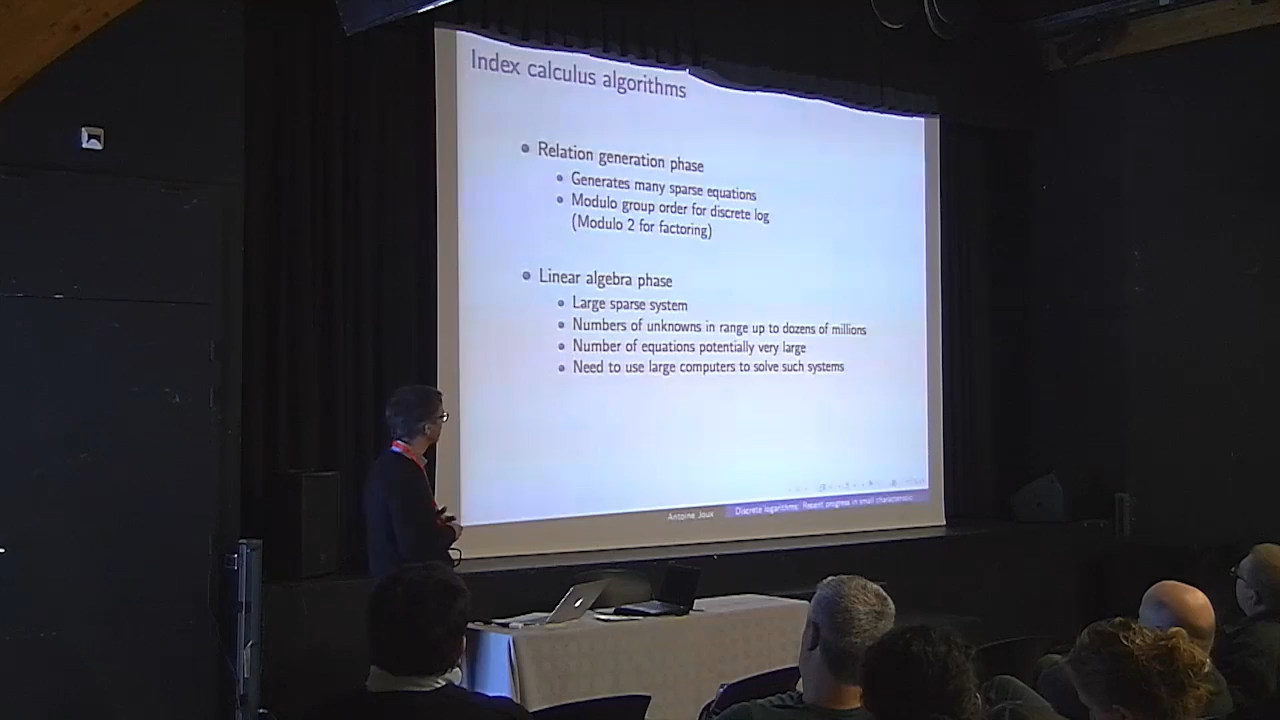 Index calculus algorithms
Relation generation phase
Generates many sparse equations
Modulo group order for discrete log
(Modulo 2 for factoring)
Linear algebra phase
Large sparse system
Numbers of unknowns in range up to dozens of millions
Number of equations potentially very large
Need to use large computers to solve such systems
Antoine Joux Discrete logarithms: Recent progress in small characteristic